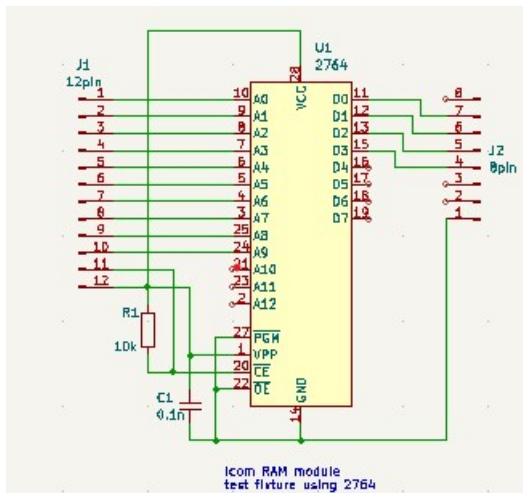 U1
2764
J1
12pin
1
2
3
4
5
6
7
8
9
10
11
12
10 A0
9 A1
8 A2
7 A3
6 A4
5 A5
4 A6
3 A7
25 A8
24 A9
21 A10
23 A11
2 A12
27 PGM
1 VPP
20 CE
22 OE
28
VCC
D0 11
D1 12
D2 13
D3 15
D4 16
D5 17
D6 18
D7 19
GND
14
8
7
6
5
4
3
2
1
J2
8pin
R1
10k
C1
0.1n
Icom RAM module
test fixture using 2764